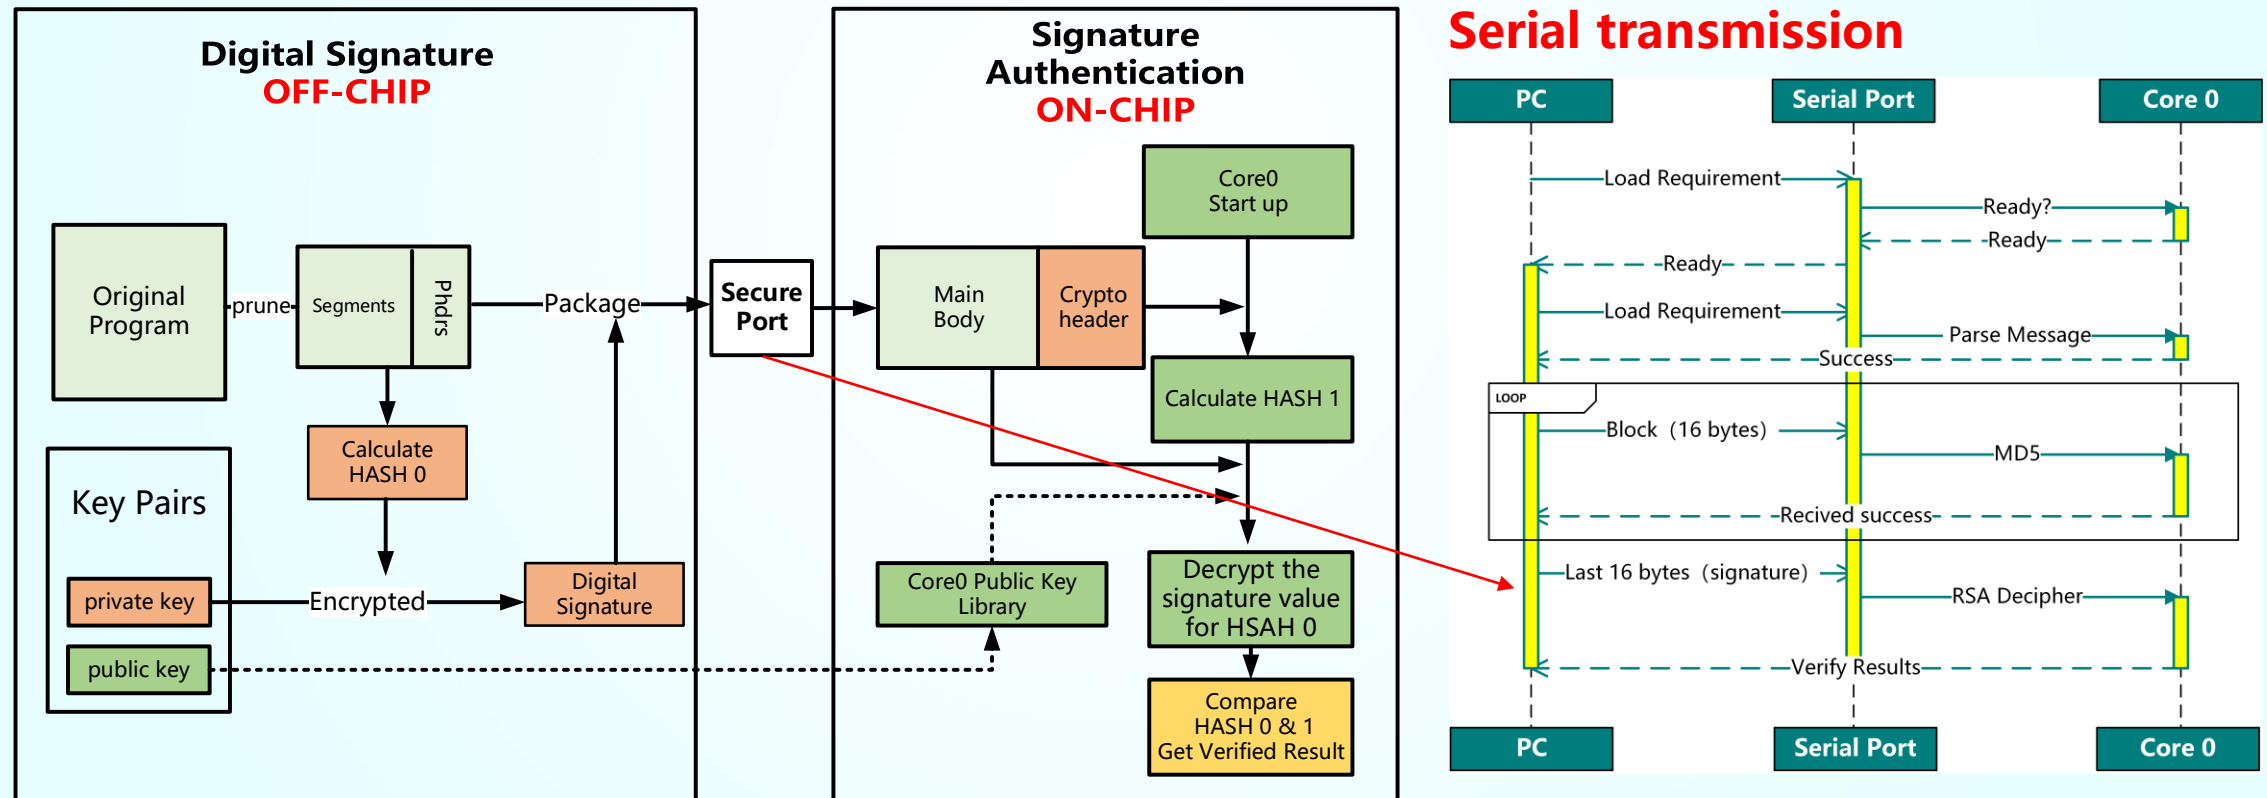 Digital Signature
OFF-CHIP
Original
Program
prune
Segments
Phdrs
Package
Calculate
HASH 0
Key Pairs
private key
public key
Encrypted
Digital
Signature
Secure
Port
Signature
Authentication
ON-CHIP
Core0
Start up
Main
Body
Crypto
header
Calculate HASH 1
Core0 Public Key
Library
Decrypt the
signature value
for HSAH 0
Compare
HASH 0 & 1
Get Verified Result
Serial transmission
PC
Serial Port
Core 0
Load Requirement
Ready?
Ready
Ready
Load Requirement
Parse Message
Success
LOOP
Block（16 bytes）
MD5
Recived success
Last 16 bytes（signature）
RSA Decipher
Verify Results
PC
Serial Port
Core 0